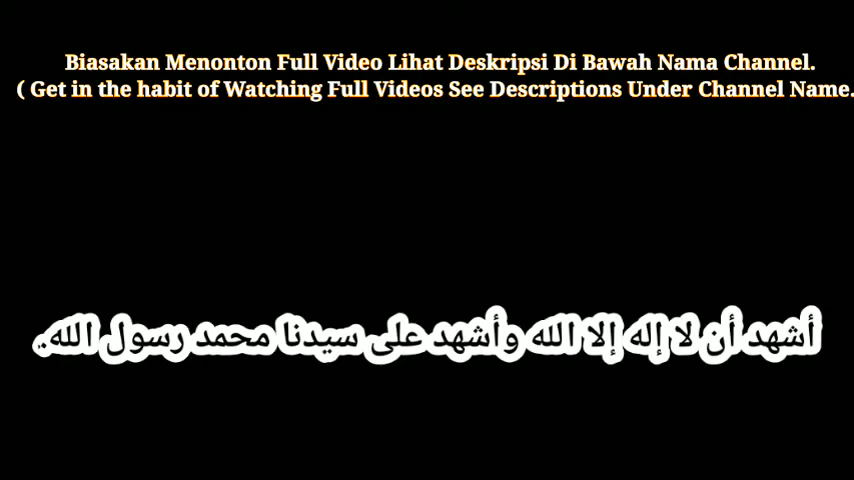 Biasakan Menonton Full Video Lihat Deskripsi Di Bawah Nama Channel.
( Get in the habit of Watching Full Videos See Descriptions Under Channel Name.
أشهد أن لا إله إلا الله وأشهد على سيدنا محمد رسول الله.